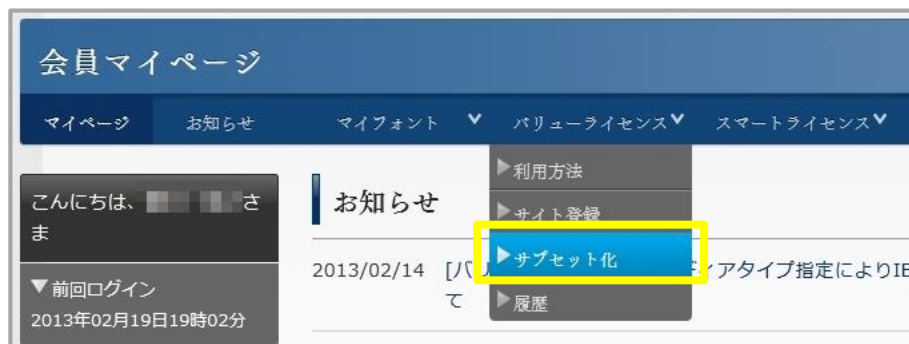 会員マイページ
マイページ お知らせ マイフォント バリューライセンス スマートライセンス
利用方法
サイト登録
サブセット化
履歴
こんにちは、 さ
ま
▼前回ログイン
2013年02月19日19時02分
お知らせ
2013/02/14 [バ ィアタイプ指定によりIE
て